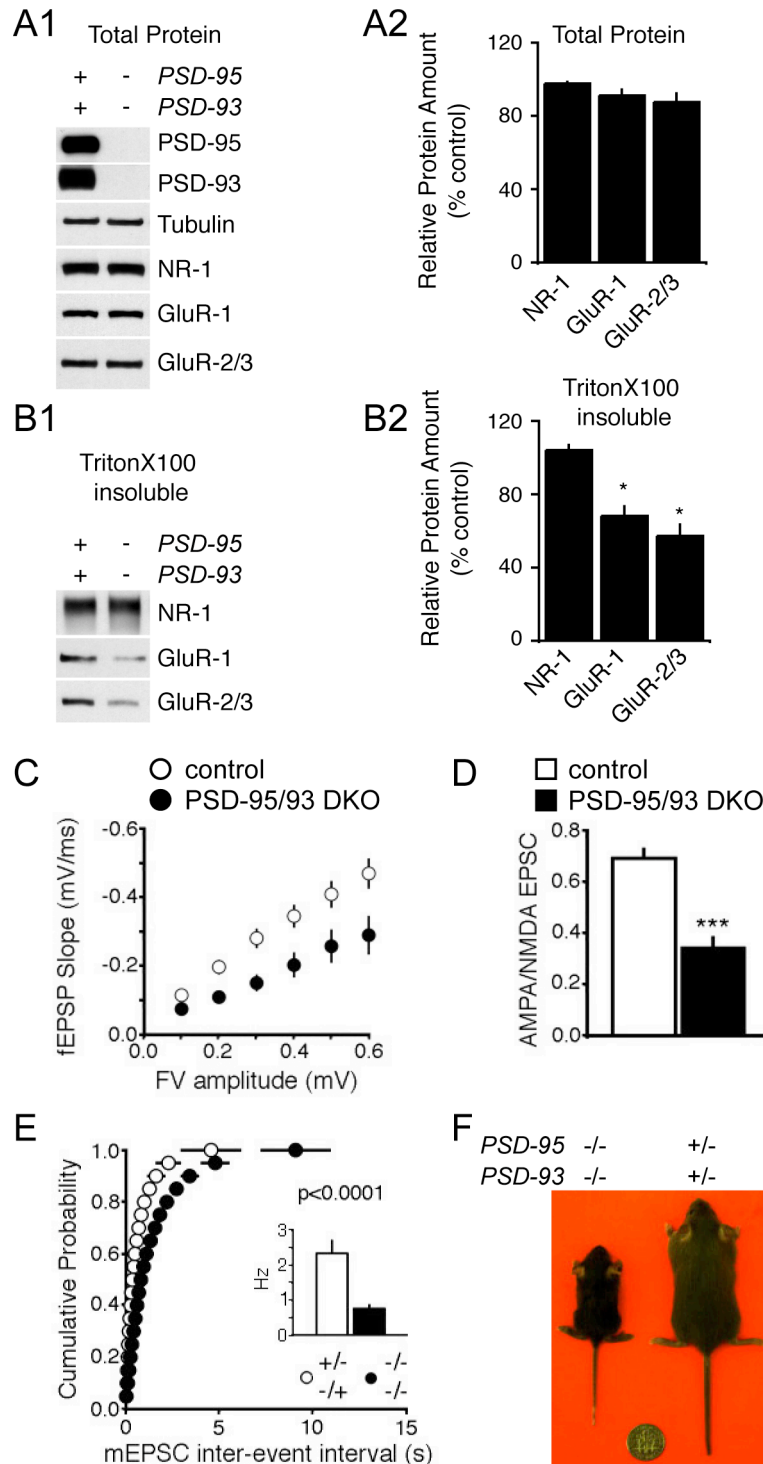 A1
Total Protein
+ - PSD-95
+ - PSD-93
PSD-95
PSD-93
Tubulin
NR-1
GluR-1
GluR-2/3
A2
Total Protein
Relative Protein Amount
(% control)
120
80
40
0
NR-1
GluR-1
GluR-2/3
B1
TritonX100
insoluble
+ - PSD-95
+ - PSD-93
NR-1
GluR-1
GluR-2/3
B2
TritonX100
insoluble
Relative Protein Amount
(% control)
120
80
40
0
*
*
NR-1
GluR-1
GluR-2/3
C
control
PSD-95/93 DKO
fEPSP Slope (mV/ms)
-0.6
-0.4
-0.2
0.0
0.0 0.2 0.4 0.6
FV amplitude (mV)
D
control
PSD-95/93 DKO
AMPA/NMDA EPSC
0.8
0.6
0.4
0.2
0.0
***
E
Cumulative Probability
1.0
0.8
0.6
0.4
0.2
0.0
0 5 10 15
mEPSC inter-event interval (s)
p<0.0001
Hz
3
2
1
0
+/- -/-
-/+ -/-
F
PSD-95 -/- +/-
PSD-93 -/- +/-